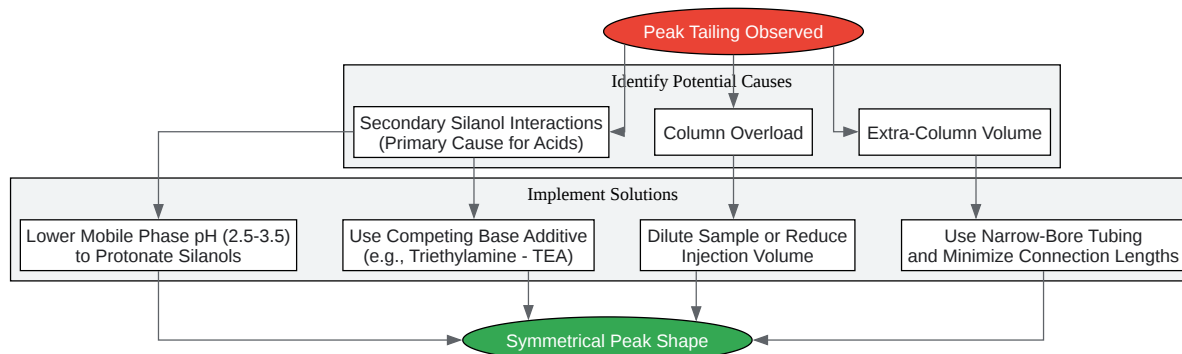 Peak Tailing Observed
Identify Potential Causes
Secondary Silanol Interactions
(Primary Cause for Acids)
Column Overload
Extra-Column Volume
Implement Solutions
Lower Mobile Phase pH (2.5-3.5)
to Protonate Silanols
Use Competing Base Additive
(e.g., Triethylamine - TEA)
Dilute Sample or Reduce
Injection Volume
Use Narrow-Bore Tubing
and Minimize Connection Lengths
Symmetrical Peak Shape